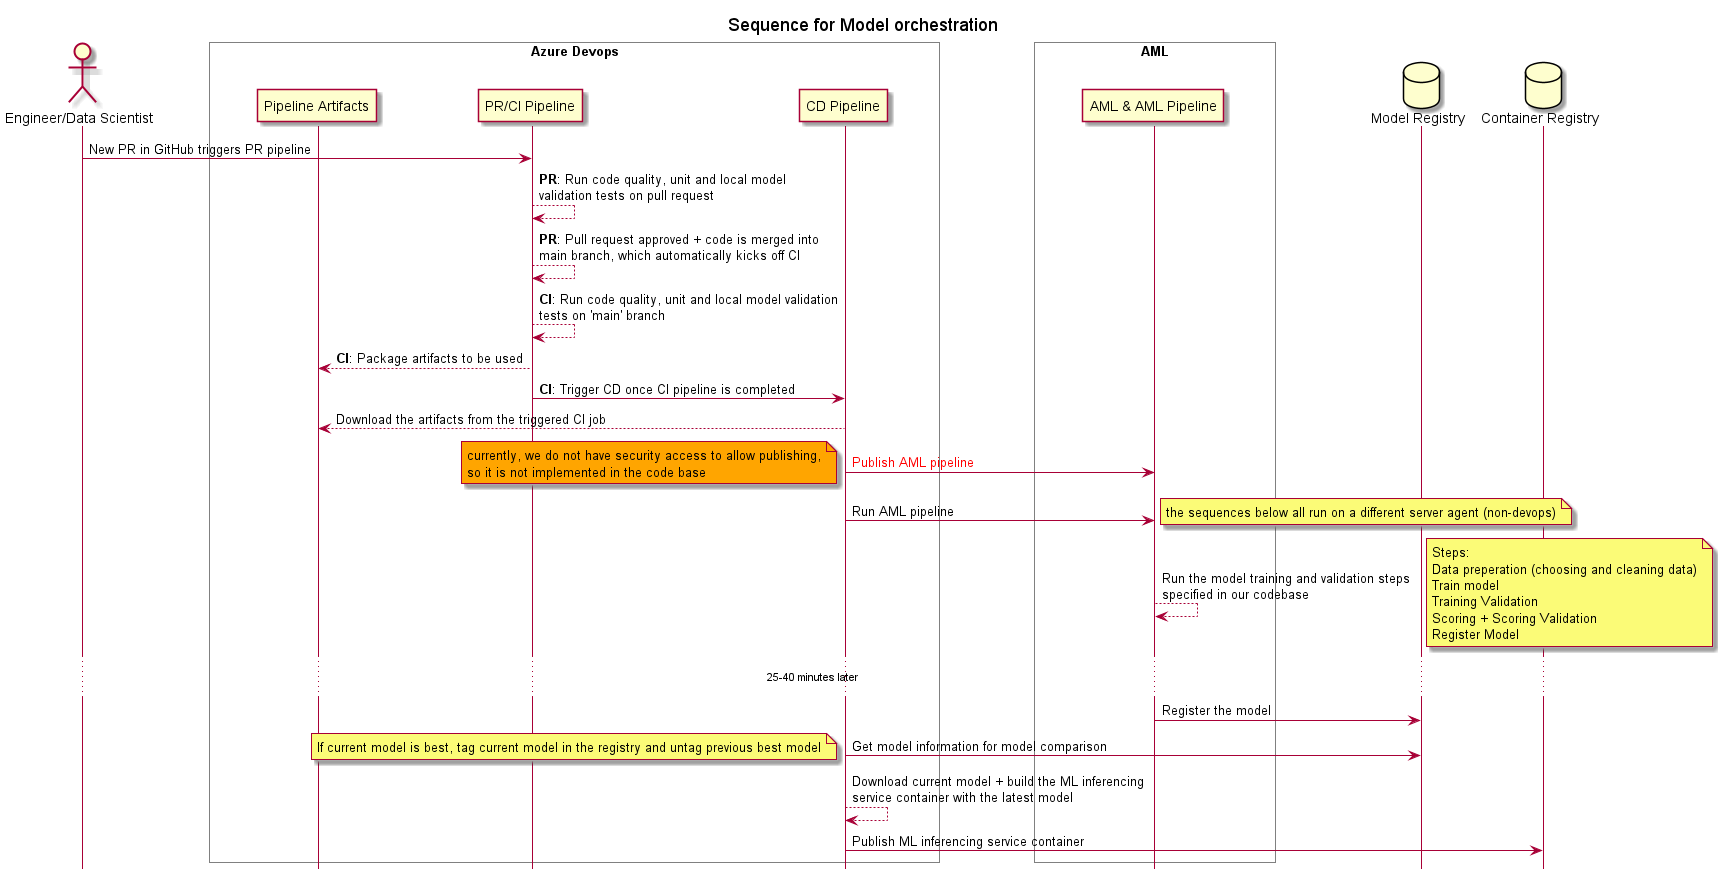 Sequence for Model orchestration
Azure Devops
AML
Pipeline Artifacts
PR/CI Pipeline
CD Pipeline
AML & AML Pipeline
Engineer/Data Scientist
Model Registry
Container Registry
New PR in GitHub triggers PR pipeline
PR: Run code quality, unit and local model
validation tests on pull request
PR: Pull request approved + code is merged into
main branch, which automatically kicks off CI
CI: Run code quality, unit and local model validation
tests on 'main' branch
CI: Package artifacts to be used
CI: Trigger CD once CI pipeline is completed
Download the artifacts from the triggered CI job
currently, we do not have security access to allow publishing,
so it is not implemented in the code base
Publish AML pipeline
Run AML pipeline
the sequences below all run on a different server agent (non-devops)
Run the model training and validation steps
specified in our codebase
Steps:
Data preperation (choosing and cleaning data)
Train model
Training Validation
Scoring + Scoring Validation
Register Model
25-40 minutes later
Register the model
If current model is best, tag current model in the registry and untag previous best model
Get model information for model comparison
Download current model + build the ML inferencing
service container with the latest model
Publish ML inferencing service container